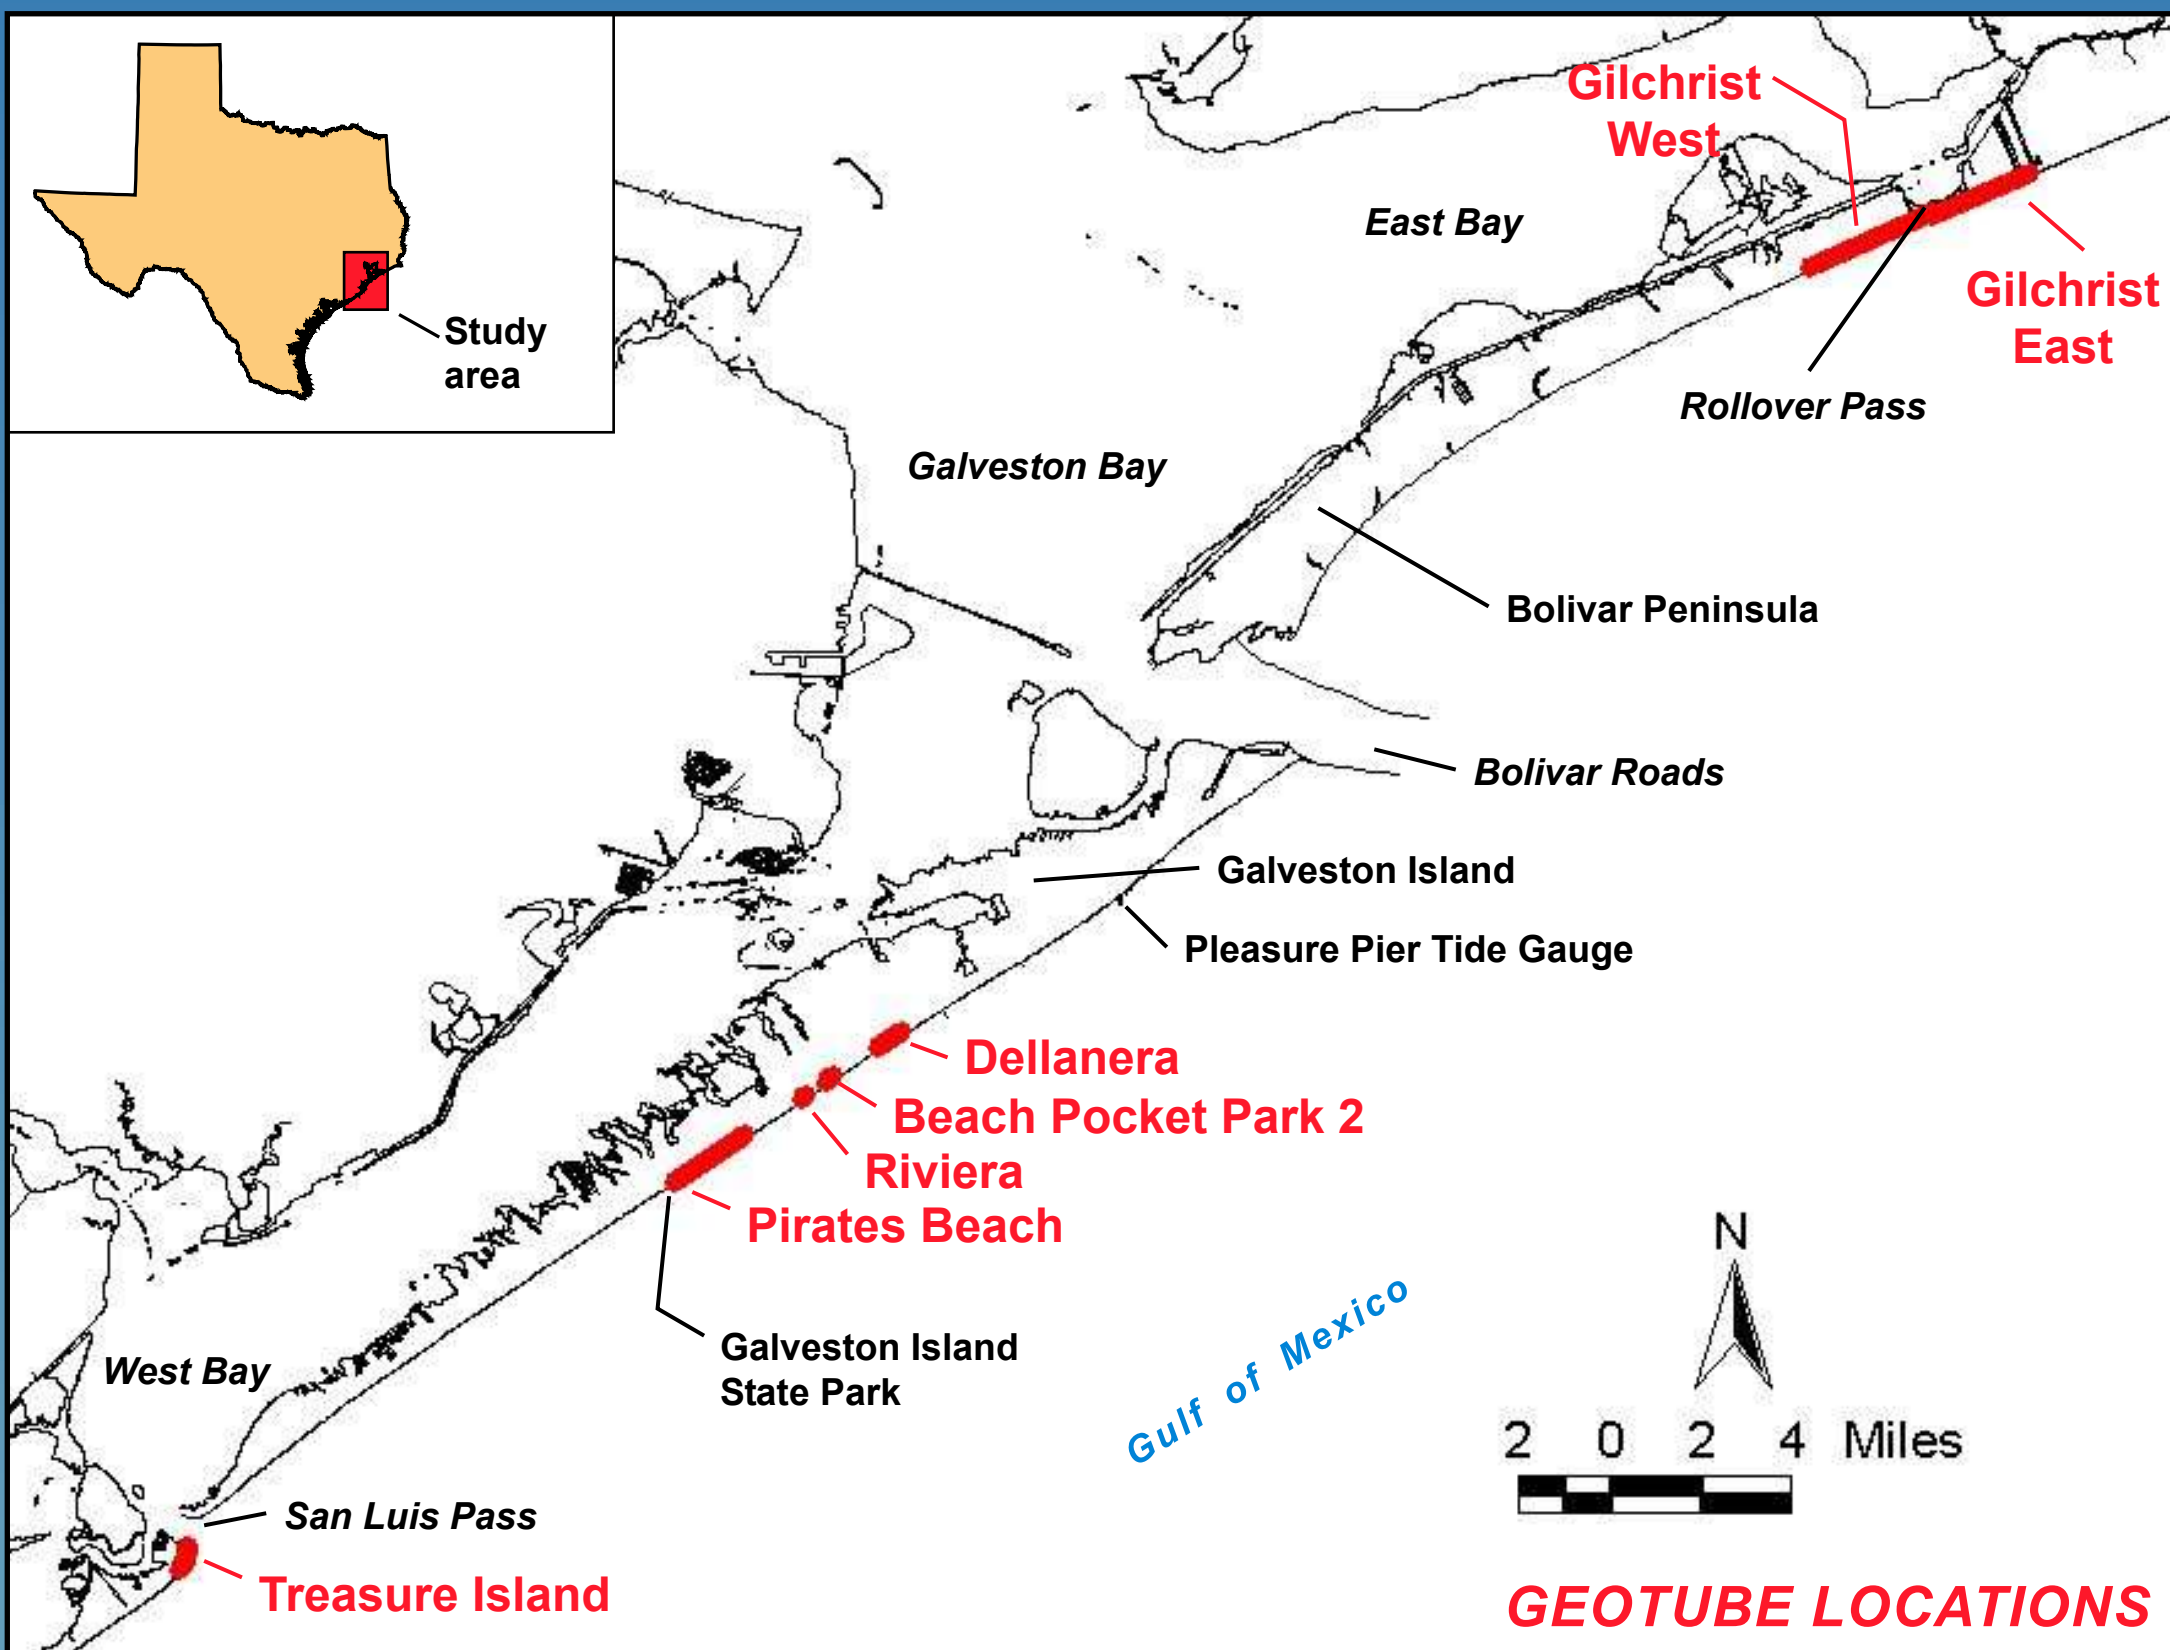 Study
area
Gilchrist
West
East Bay
Gilchrist
East
Rollover Pass
Galveston Bay
Bolivar Peninsula
Bolivar Roads
Galveston Island
Pleasure Pier Tide Gauge
Dellanera
Beach Pocket Park 2
Riviera
Pirates Beach
Galveston Island
State Park
Gulf of Mexico
West Bay
San Luis Pass
Treasure Island
N
2 0 2 4 Miles
GEOTUBE LOCATIONS